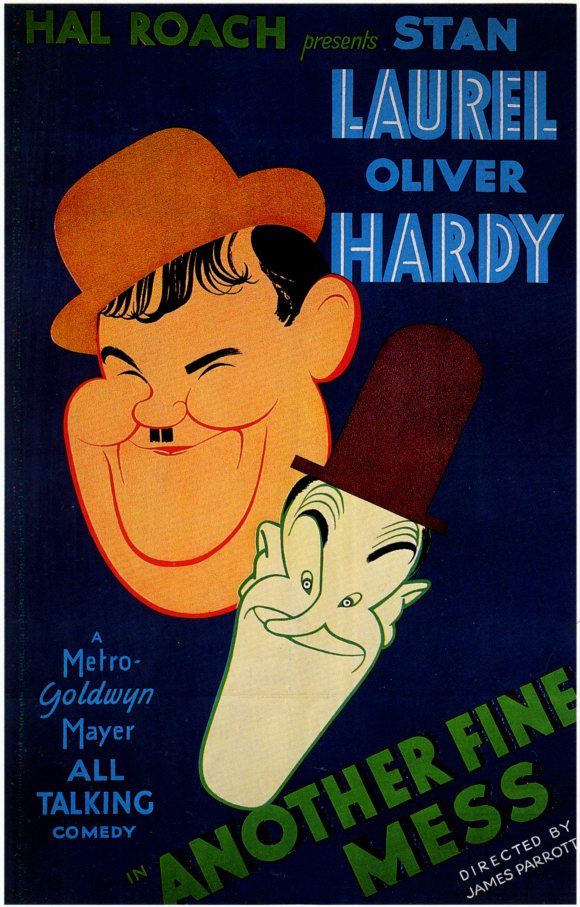 HAL ROACH presents STAN
LAUREL
OLIVER
HARDY
A
Metro-
Goldwyn
Mayer
ALL
TALKING
COMEDY
IN ANOTHER FINE
MESS
DIRECTED BY
JAMES PARROTT